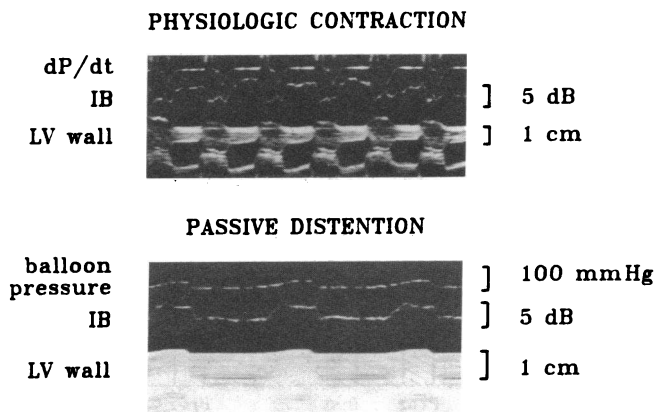 PHYSIOLOGIC CONTRACTION
dP/dt
IB
5 dB
LV wall
1 cm
PASSIVE DISTENTION
balloon
pressure
100 mmHg
IB
5 dB
LV wall
1 cm